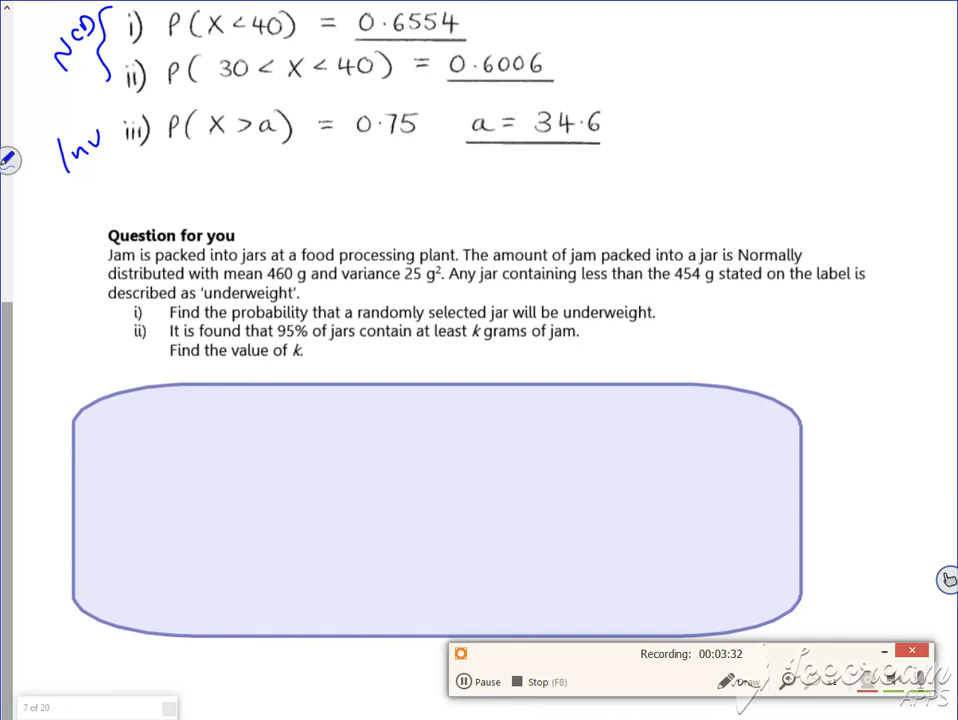 NCD
i) P(X < 40) = 0.6554
ii) P( 30 < X < 40) = 0.6006
Inv
iii) P( X > a) = 0.75 a = 34.6
Question for you
Jam is packed into jars at a food processing plant. The amount of jam packed into a jar is Normally
distributed with mean 460 g and variance 25 g². Any jar containing less than the 454 g stated on the label is
described as 'underweight'.
i) Find the probability that a randomly selected jar will be underweight.
ii) It is found that 95% of jars contain at least k grams of jam.
Find the value of k.
Recording: 00:03:32
Pause Stop (F8) Draw x1
icecream
APPS
7 of 20